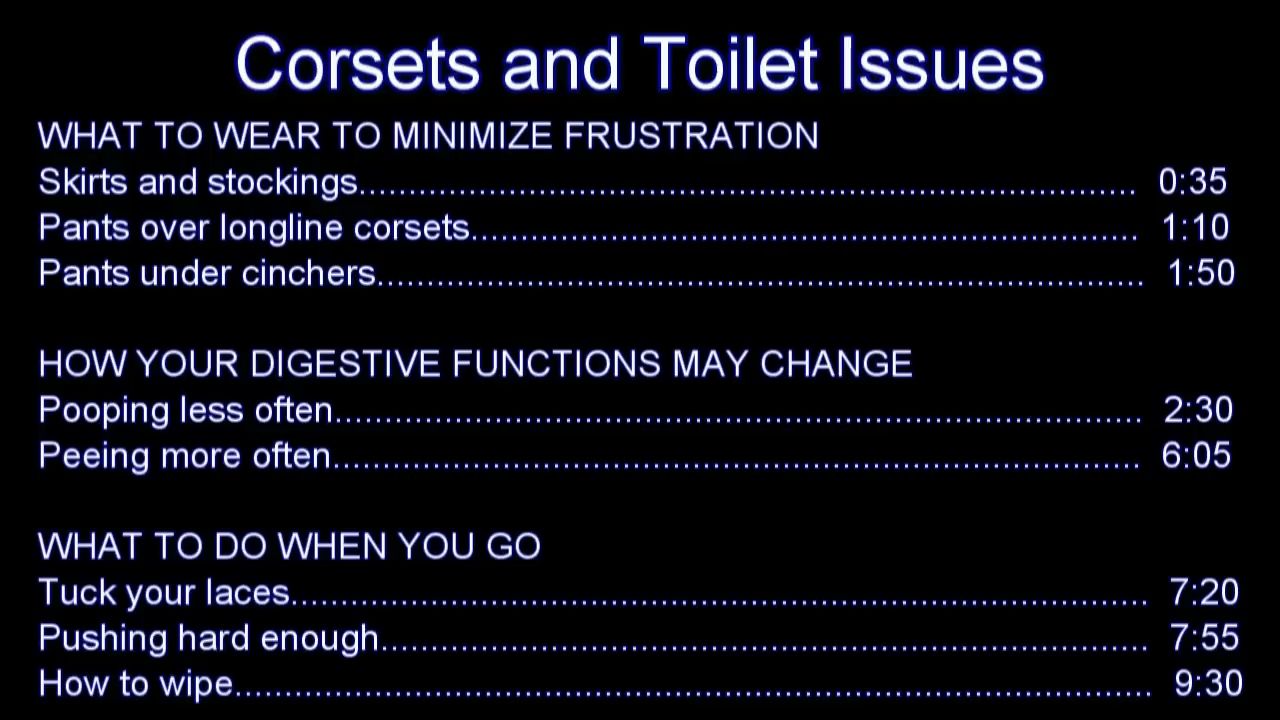 Corsets and Toilet Issues
WHAT TO WEAR TO MINIMIZE FRUSTRATION
Skirts and stockings.............................................................................. 0:35
Pants over longline corsets................................................................... 1:10
Pants under cinchers............................................................................. 1:50
HOW YOUR DIGESTIVE FUNCTIONS MAY CHANGE
Pooping less often................................................................................. 2:30
Peeing more often................................................................................. 6:05
WHAT TO DO WHEN YOU GO
Tuck your laces...................................................................................... 7:20
Pushing hard enough............................................................................. 7:55
How to wipe............................................................................................ 9:30